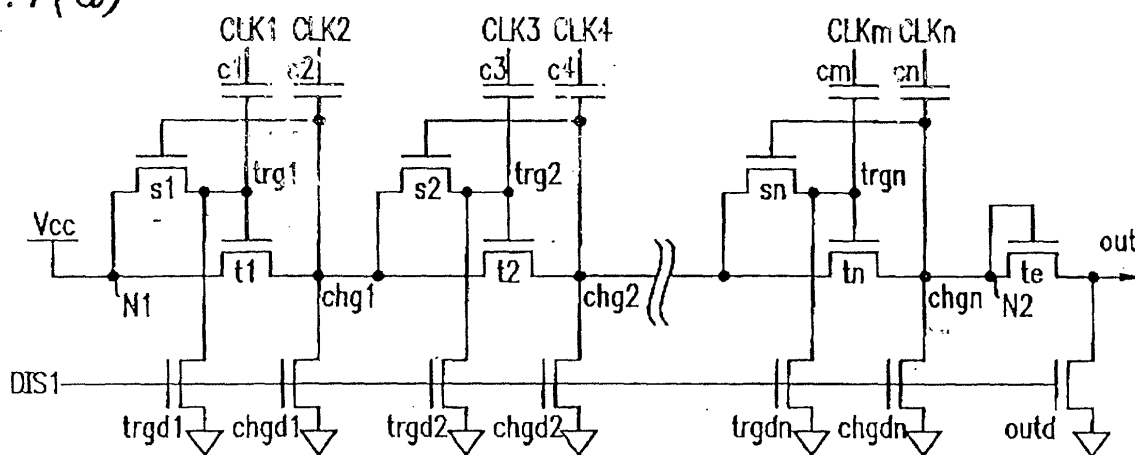 CLK1 CLK2 CLK3 CLK4 CLKm CLKn
c1 c2 c3 c4 cm cn
s1 trg1 s2 trg2 sn trgn
Vcc t1 t2 tn te out
N1 chg1 chg2 chgn N2
DIS1
trgd1 chgd1 trgd2 chgd2 trgdn chgdn outd